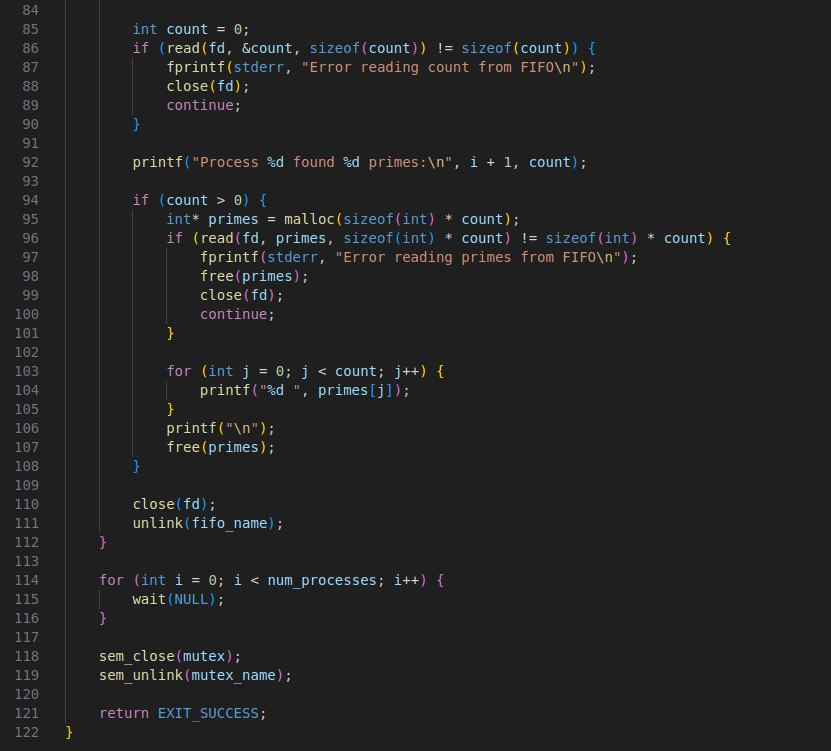 84
85 int count = 0;
86 if (read(fd, &count, sizeof(count)) != sizeof(count)) {
87 fprintf(stderr, "Error reading count from FIFO\n");
88 close(fd);
89 continue;
90 }
91
92 printf("Process %d found %d primes:\n", i + 1, count);
93
94 if (count > 0) {
95 int* primes = malloc(sizeof(int) * count);
96 if (read(fd, primes, sizeof(int) * count) != sizeof(int) * count) {
97 fprintf(stderr, "Error reading primes from FIFO\n");
98 free(primes);
99 close(fd);
100 continue;
101 }
102
103 for (int j = 0; j < count; j++) {
104 printf("%d ", primes[j]);
105 }
106 printf("\n");
107 free(primes);
108 }
109
110 close(fd);
111 unlink(fifo_name);
112 }
113
114 for (int i = 0; i < num_processes; i++) {
115 wait(NULL);
116 }
117
118 sem_close(mutex);
119 sem_unlink(mutex_name);
120
121 return EXIT_SUCCESS;
122 }